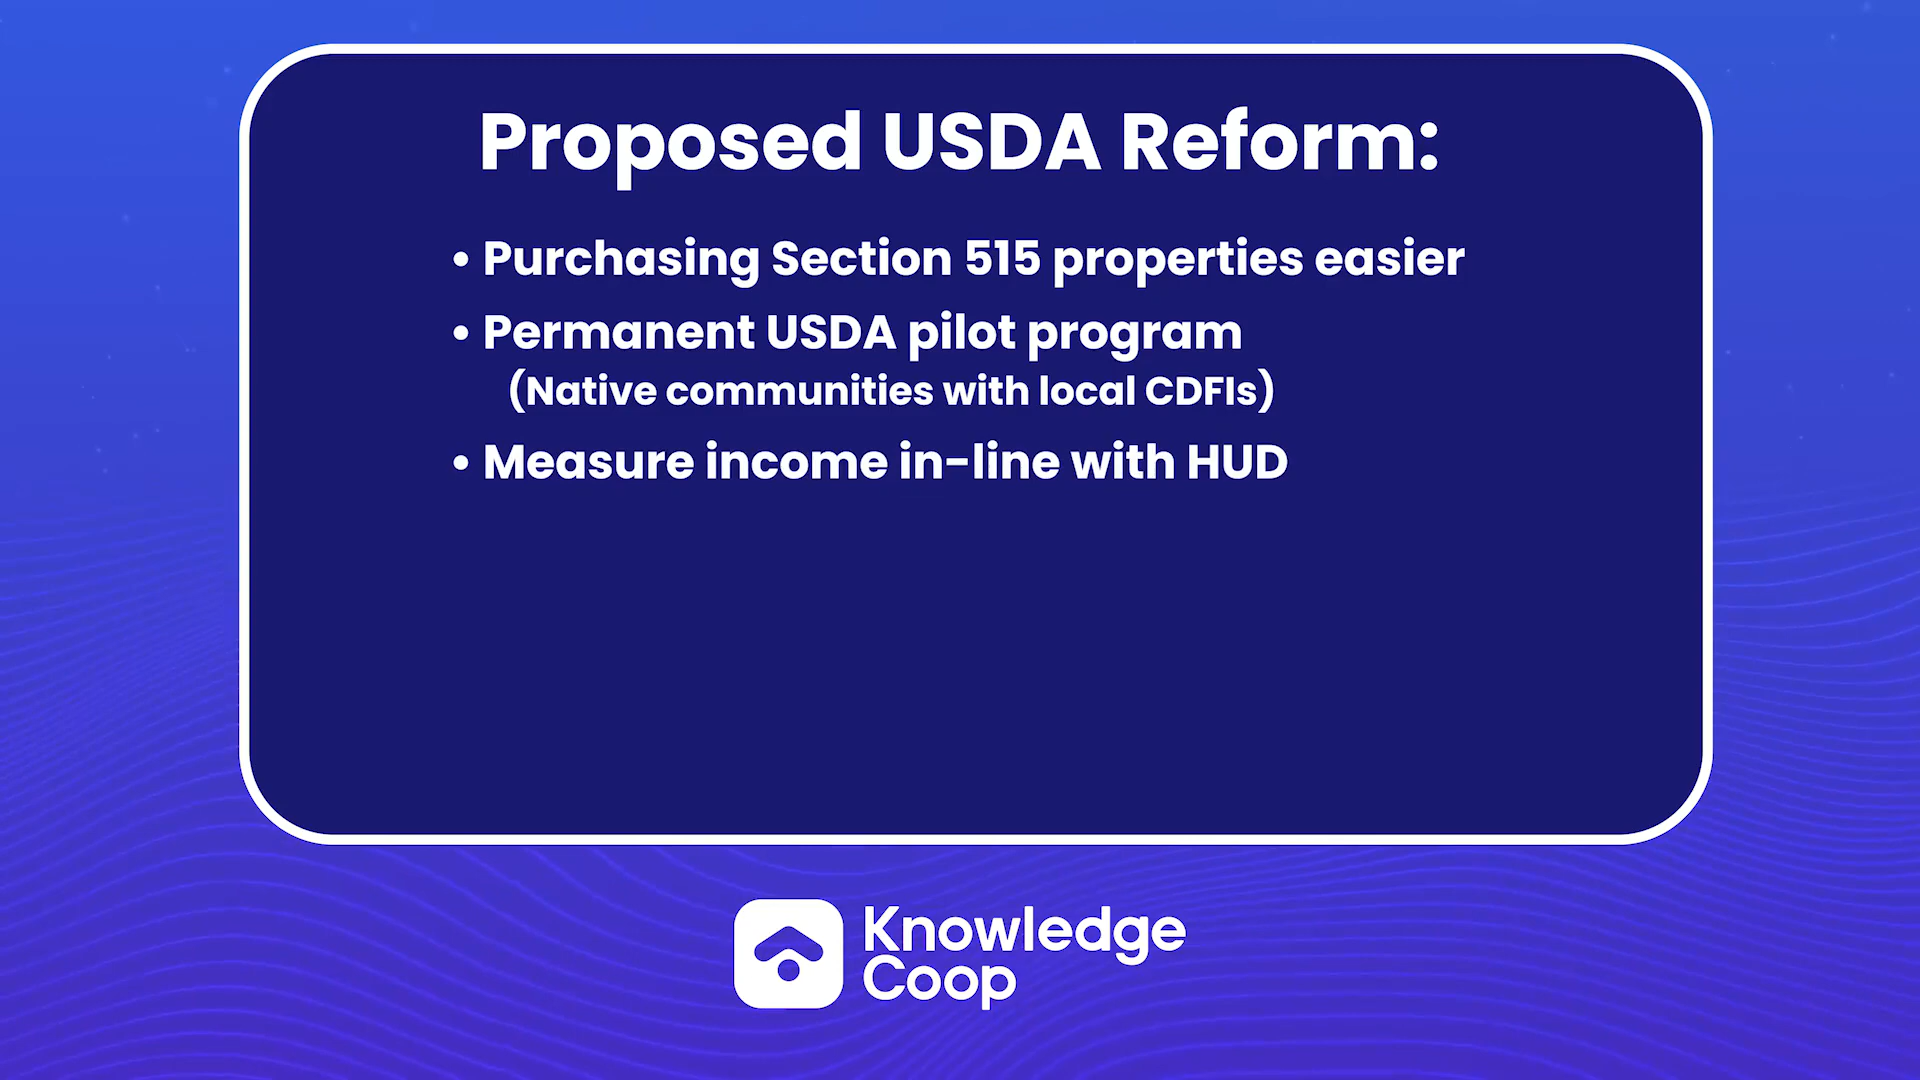 Proposed USDA Reform:
• Purchasing Section 515 properties easier
• Permanent USDA pilot program
(Native communities with local CDFIs)
• Measure income in-line with HUD
Knowledge
Coop